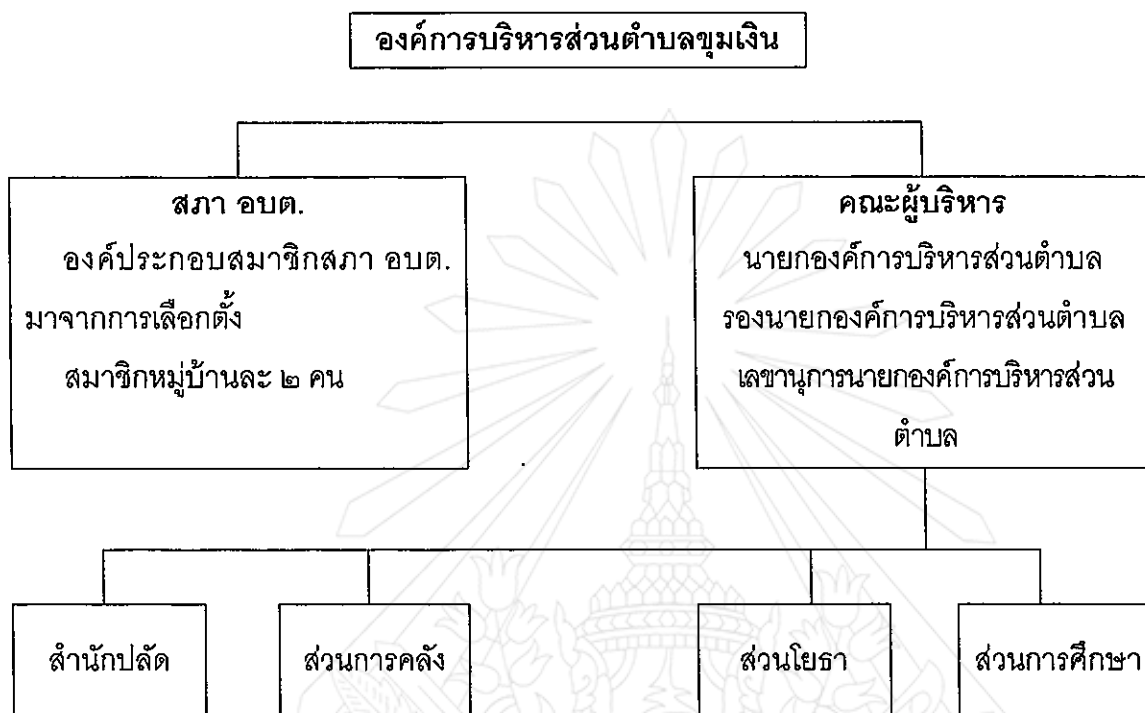 องค์การบริหารส่วนตำบลขุมเงิน
สภา อบต.
องค์ประกอบสมาชิกสภา อบต.
มาจากการเลือกตั้ง
สมาชิกหมู่บ้านละ ๒ คน
คณะผู้บริหาร
นายกองค์การบริหารส่วนตำบล
รองนายกองค์การบริหารส่วนตำบล
เลขานุการนายกองค์การบริหารส่วน
ตำบล
สำนักปลัด
ส่วนการคลัง
ส่วนโยธา
ส่วนการศึกษา